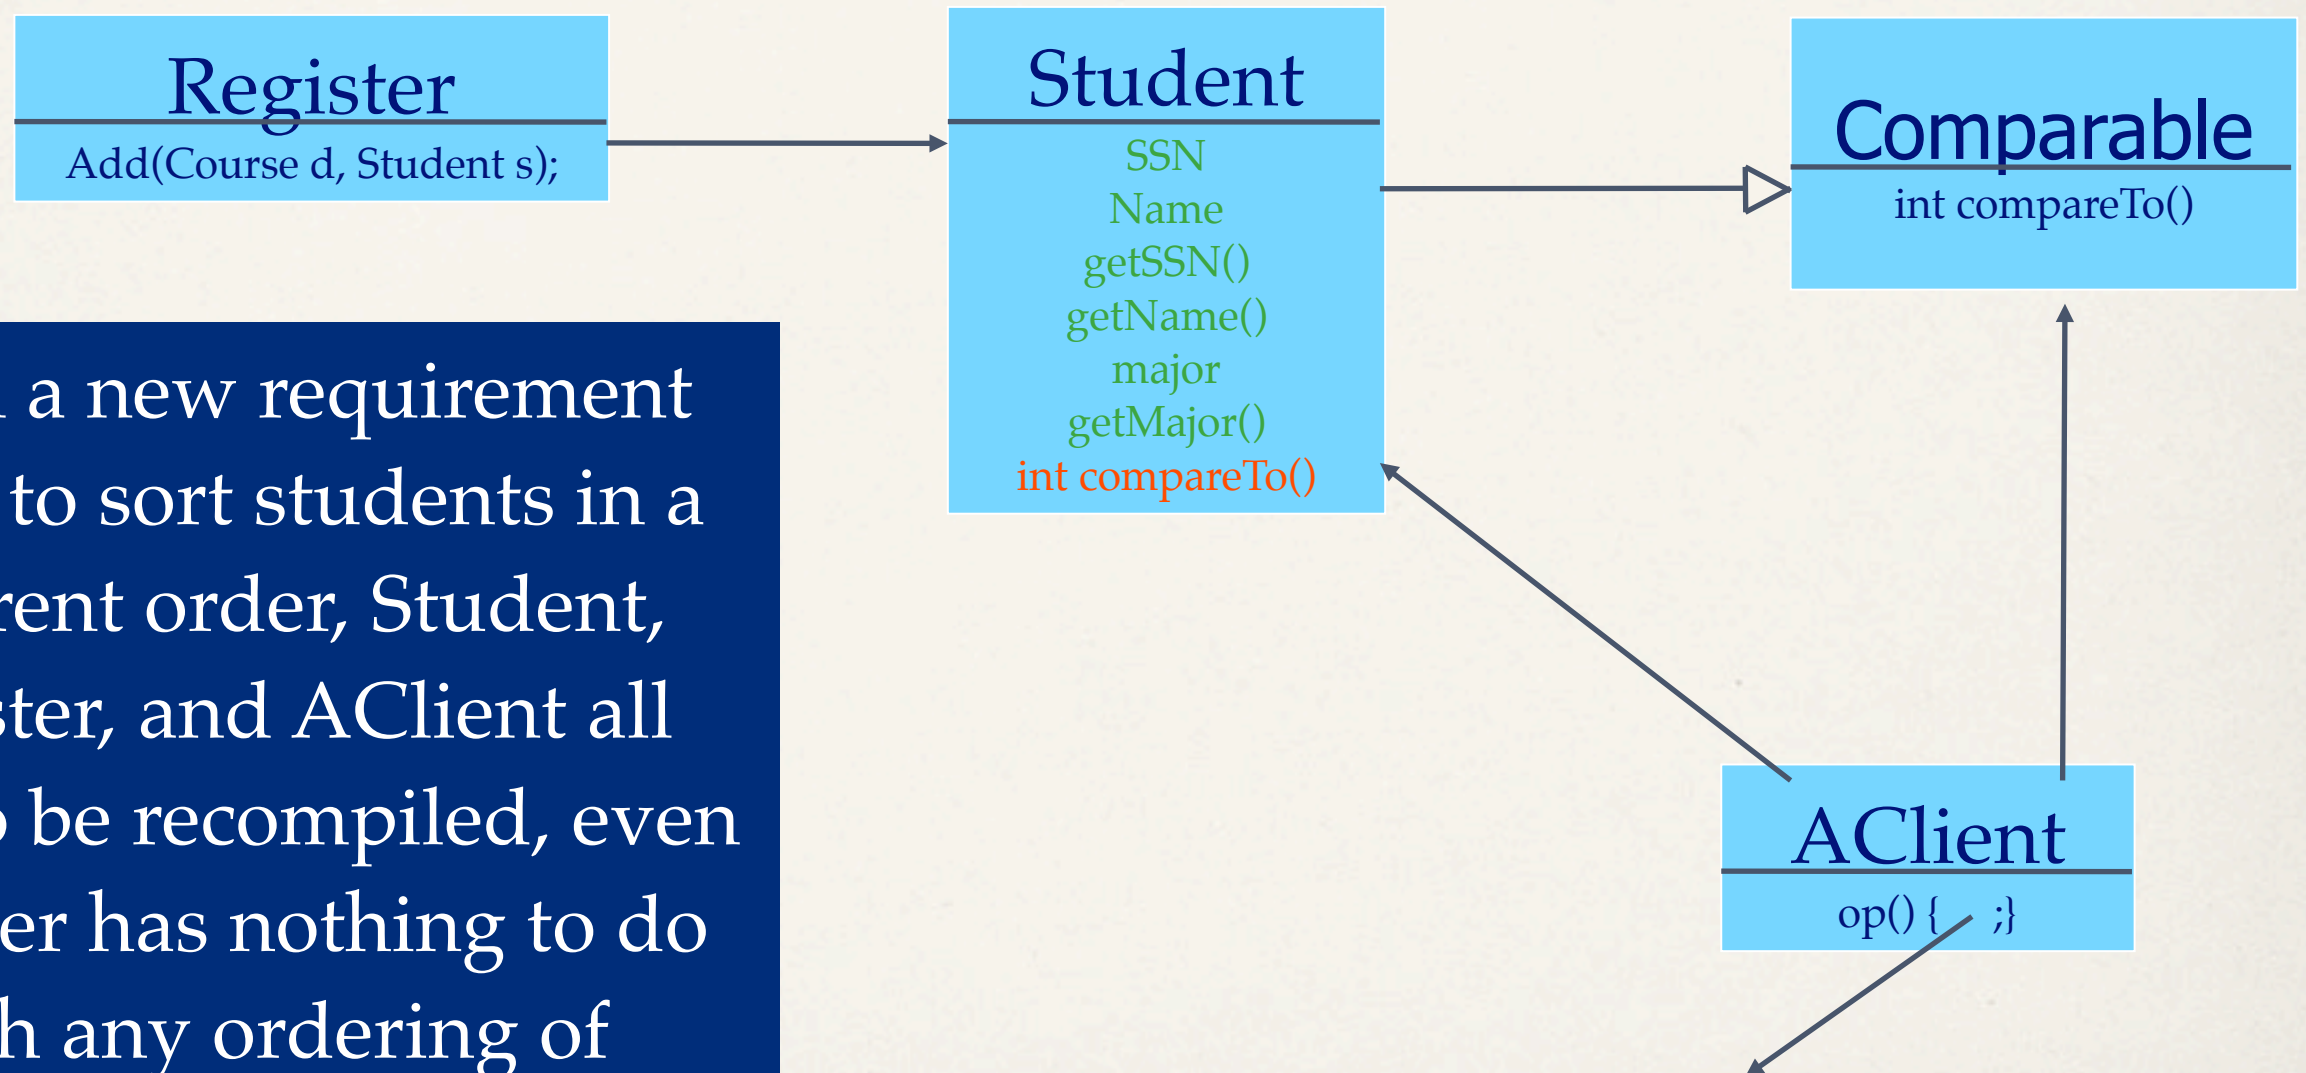 Register
Add(Course d, Student s);
Student
SSN
Name
getSSN()
getName()
major
getMajor()
int compareTo()
Comparable
int compareTo()
a new requirement
to sort students in a
rent order, Student,
ster, and AClient all
be recompiled, even
er has nothing to do
h any ordering of
AClient
op() { ;}